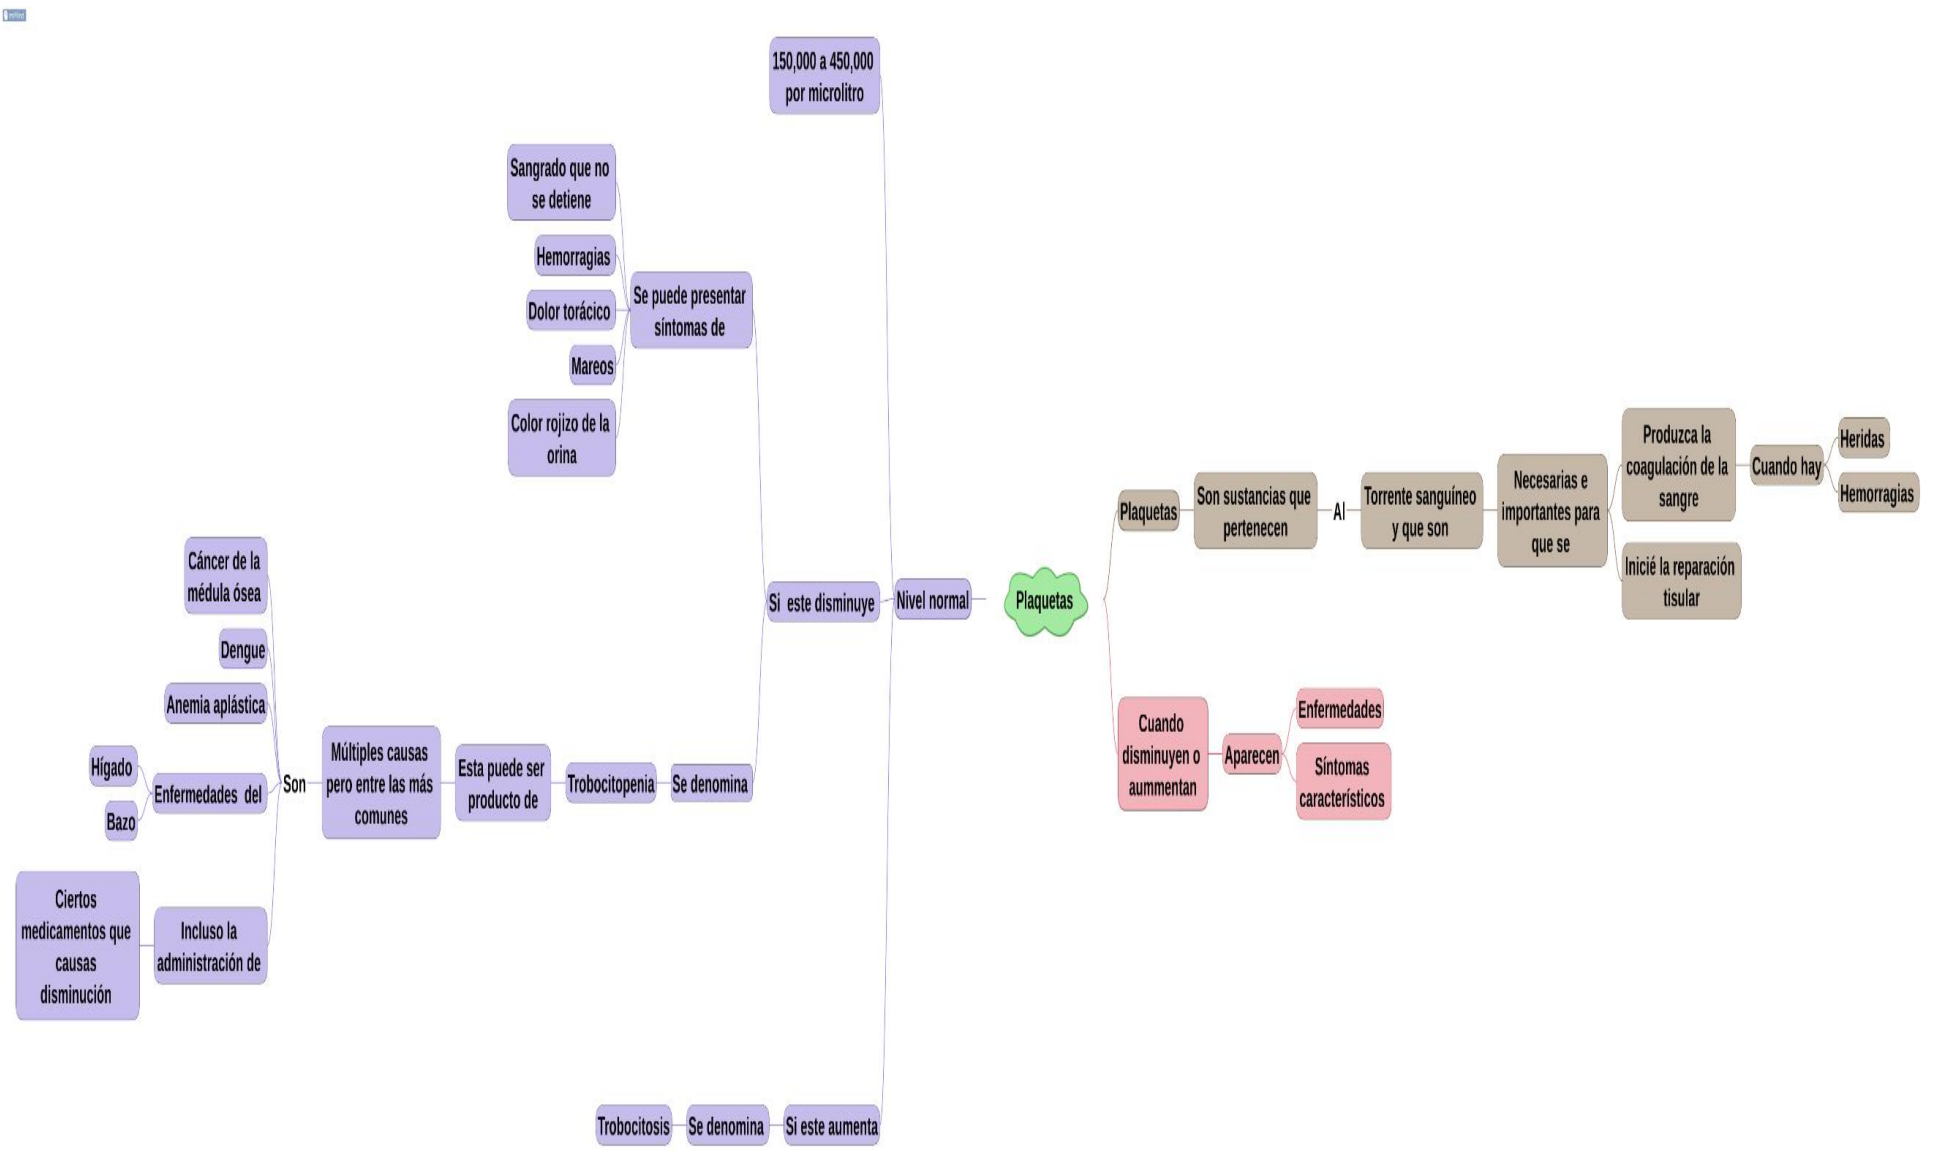 150,000 a 450,000
por microlitro
Sangrado que no
se detiene
Hemorragias
Dolor torácico
Mareos
Color rojizo de la
orina
Se puede presentar
síntomas de
Cáncer de la
médula ósea
Dengue
Anemia aplástica
Hígado
Bazo
Enfermedades del
Ciertos
medicamentos que
causas
disminución
Incluso la
administración de
Son
Múltiples causas
pero entre las más
comunes
Esta puede ser
producto de
Trobocitopenia
Se denomina
Si este disminuye
Nivel normal
Trobocitosis
Se denomina
Si este aumenta
Plaquetas
Plaquetas
Son sustancias que
pertenecen
Al
Torrente sanguíneo
y que son
Necesarias e
importantes para
que se
Produzca la
coagulación de la
sangre
Cuando hay
Heridas
Hemorragias
Inicié la reparación
tisular
Cuando
disminuyen o
aummentan
Aparecen
Enfermedades
Síntomas
característicos